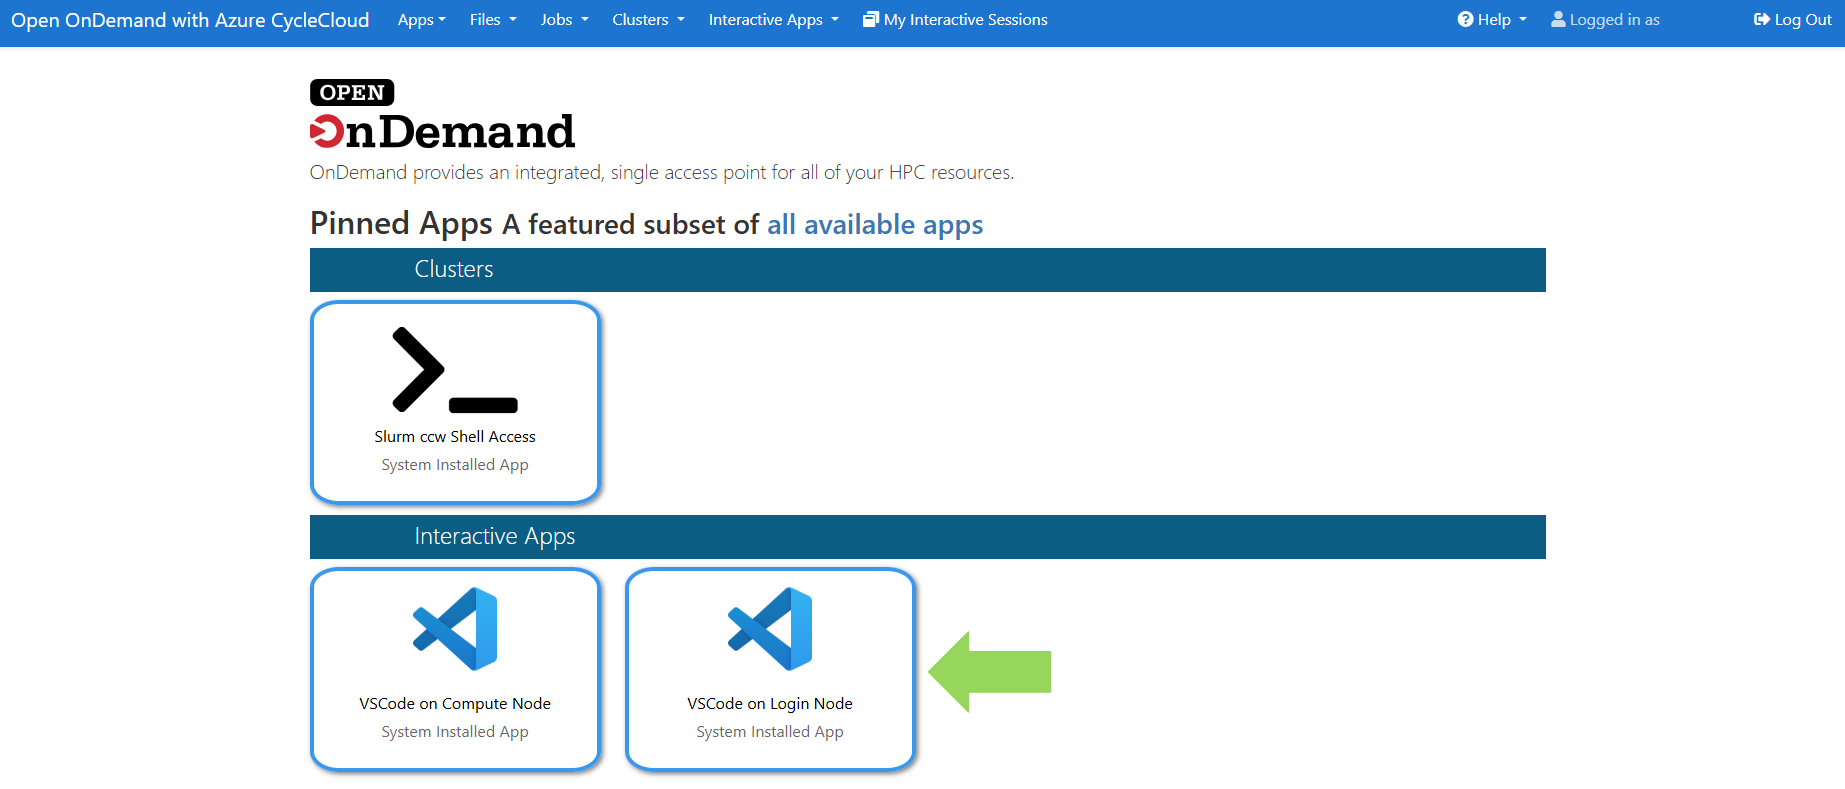 Open OnDemand with Azure CycleCloud Apps Files Jobs Clusters Interactive Apps My Interactive Sessions Help Logged in as Log Out
OPEN
OnDemand
OnDemand provides an integrated, single access point for all of your HPC resources.
Pinned Apps A featured subset of all available apps
Clusters
Slurm ccw Shell Access
System Installed App
Interactive Apps
VSCode on Compute Node VSCode on Login Node
System Installed App System Installed App